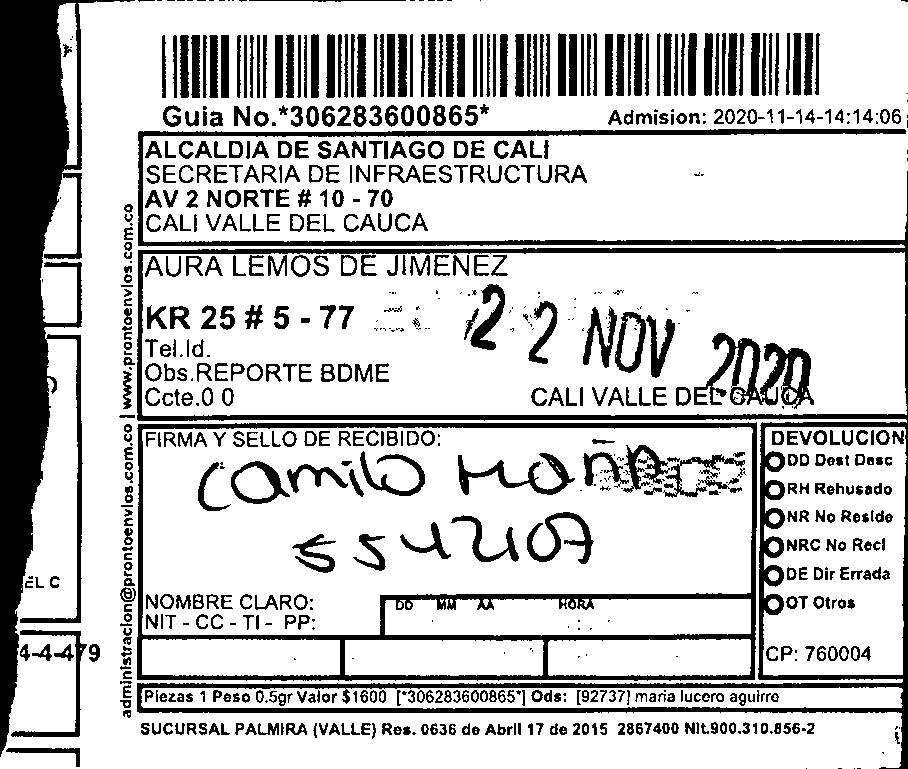 Guia No.*306283600865*
Admision: 2020-11-14-14:14:06
ALCALDIA DE SANTIAGO DE CALI
SECRETARIA DE INFRAESTRUCTURA
AV 2 NORTE # 10 - 70
CALI VALLE DEL CAUCA
AURA LEMOS DE JIMENEZ
KR 25 # 5 - 77
22 NOV 2020
Tel.Id.
Obs.REPORTE BDME
Ccte.0 0
CALI VALLE DEL CAUCA
administracion@prontoenvios.com.co | www.prontoenvios.com.co
FIRMA Y SELLO DE RECIBIDO:
Camilo
5542107
NOMBRE CLARO:
NIT - CC - TI - PP:
DD MM AA HORA
DEVOLUCION
DD Dest Desc
RH Rehusado
NR No Reside
NRC No Recl
DE Dir Errada
OT Otros
CP: 760004
EL C
4-4-479
Piezas 1 Peso 0.5gr Valor $1600 [*306283600865*] Ods: [92737] maria lucero aguirre
SUCURSAL PALMIRA (VALLE) Res. 0636 de Abril 17 de 2015 2867400 Nit.900.310.856-2